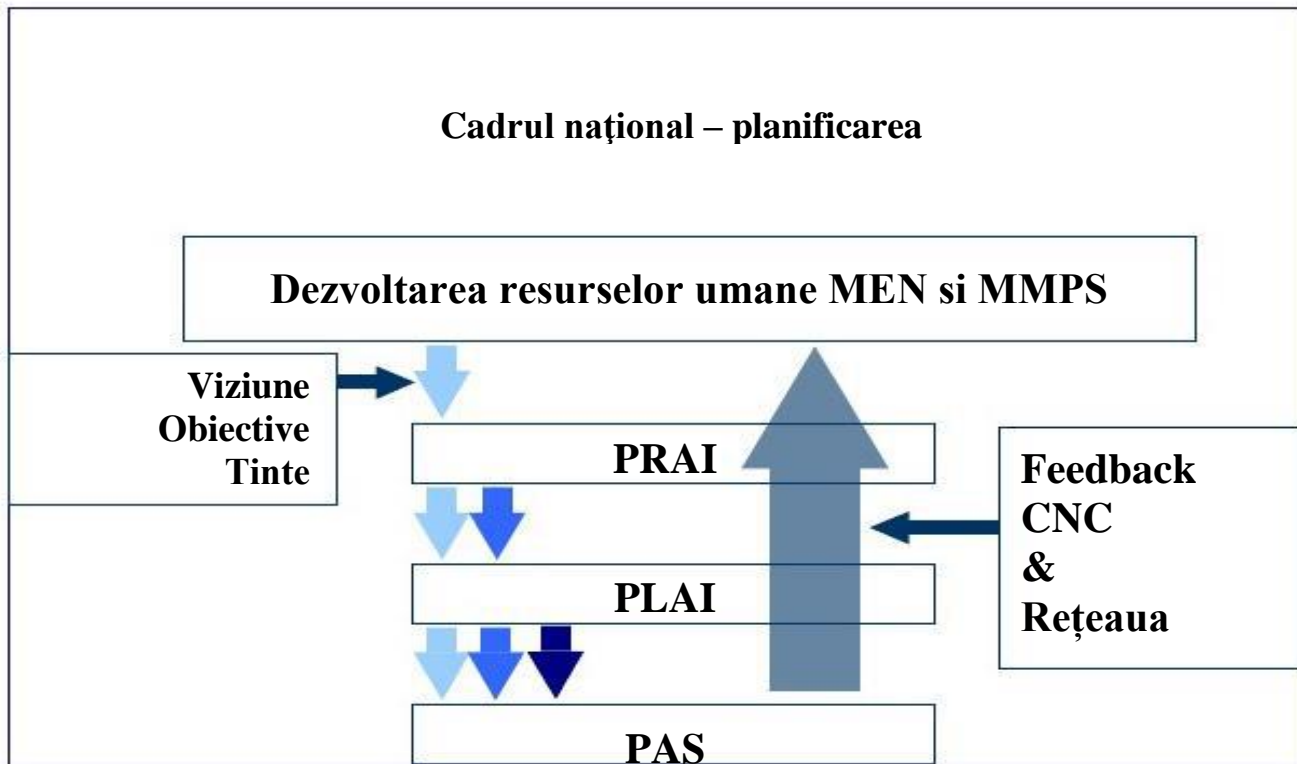 Cadrul naţional – planificarea
Dezvoltarea resurselor umane MEN si MMPS
Viziune
Obiective
Tinte
PRAI
Feedback
CNC
&
Rețeaua
PLAI
PAS